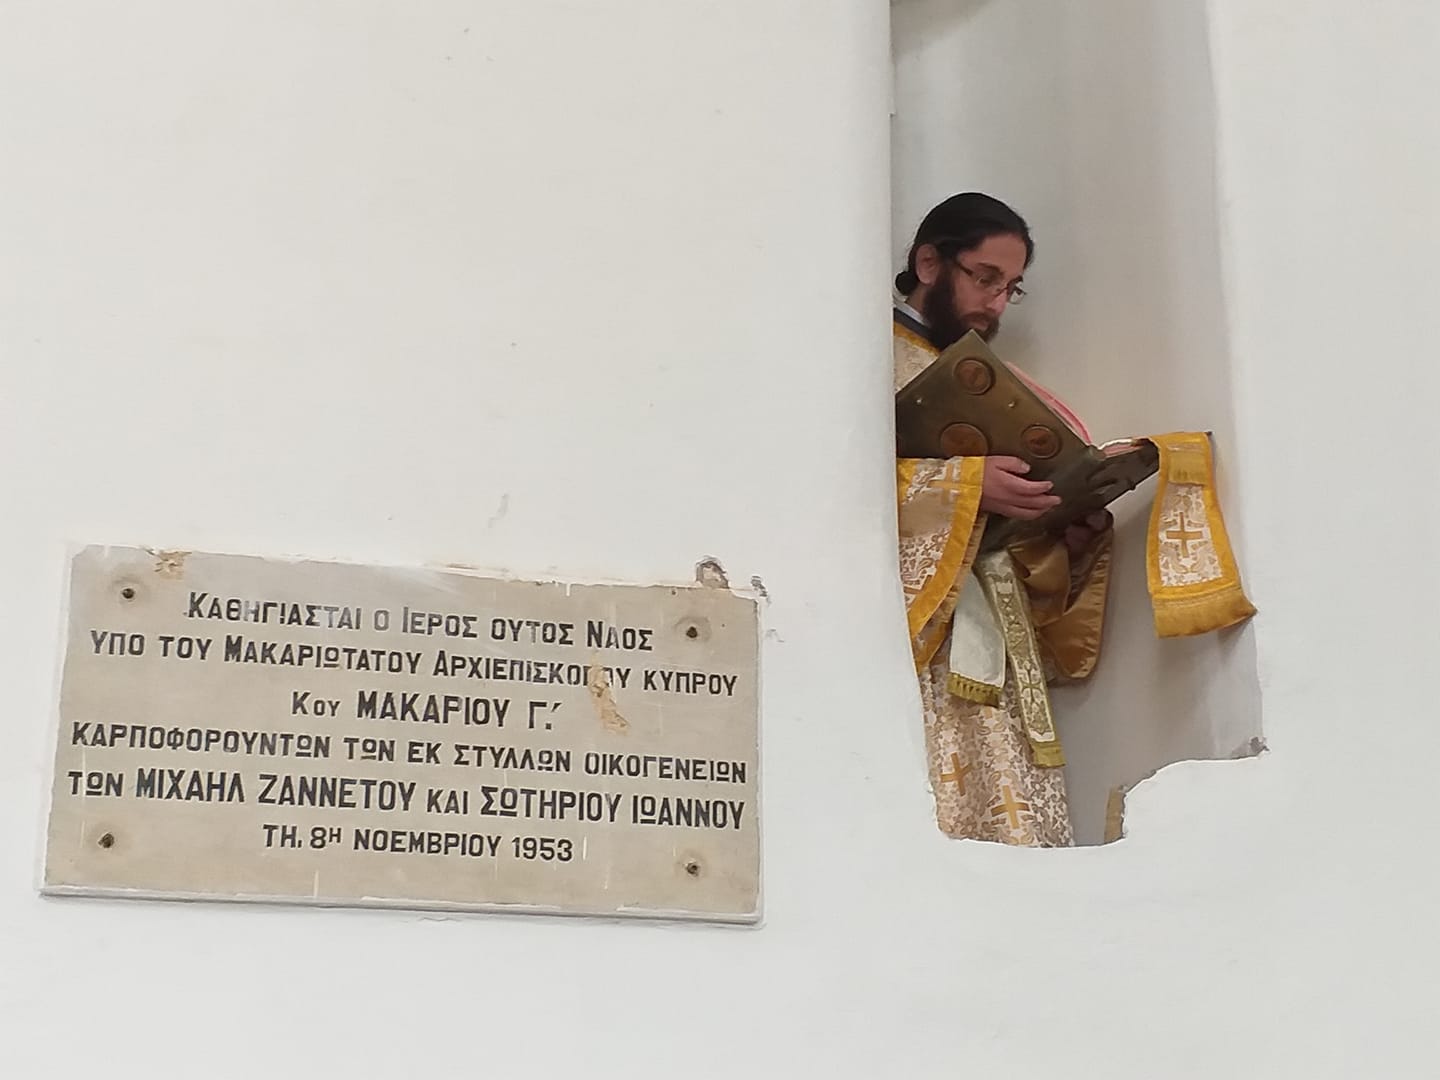 ΚΑΘΗΓΙΑΣΤΑΙ Ο ΙΕΡΟΣ ΟΥΤΟΣ ΝΑΟΣ
ΥΠΟ ΤΟΥ ΜΑΚΑΡΙΩΤΑΤΟΥ ΑΡΧΙΕΠΙΣΚΟΠΟΥ ΚΥΠΡΟΥ
Κου ΜΑΚΑΡΙΟΥ Γ.΄
ΚΑΡΠΟΦΟΡΟΥΝΤΩΝ ΤΩΝ ΕΚ ΣΤΥΛΛΩΝ ΟΙΚΟΓΕΝΕΙΩΝ
ΤΩΝ ΜΙΧΑΗΛ ΖΑΝΝΕΤΟΥ ΚΑΙ ΣΩΤΗΡΙΟΥ ΙΩΑΝΝΟΥ
ΤΗ. 8Η ΝΟΕΜΒΡΙΟΥ 1953